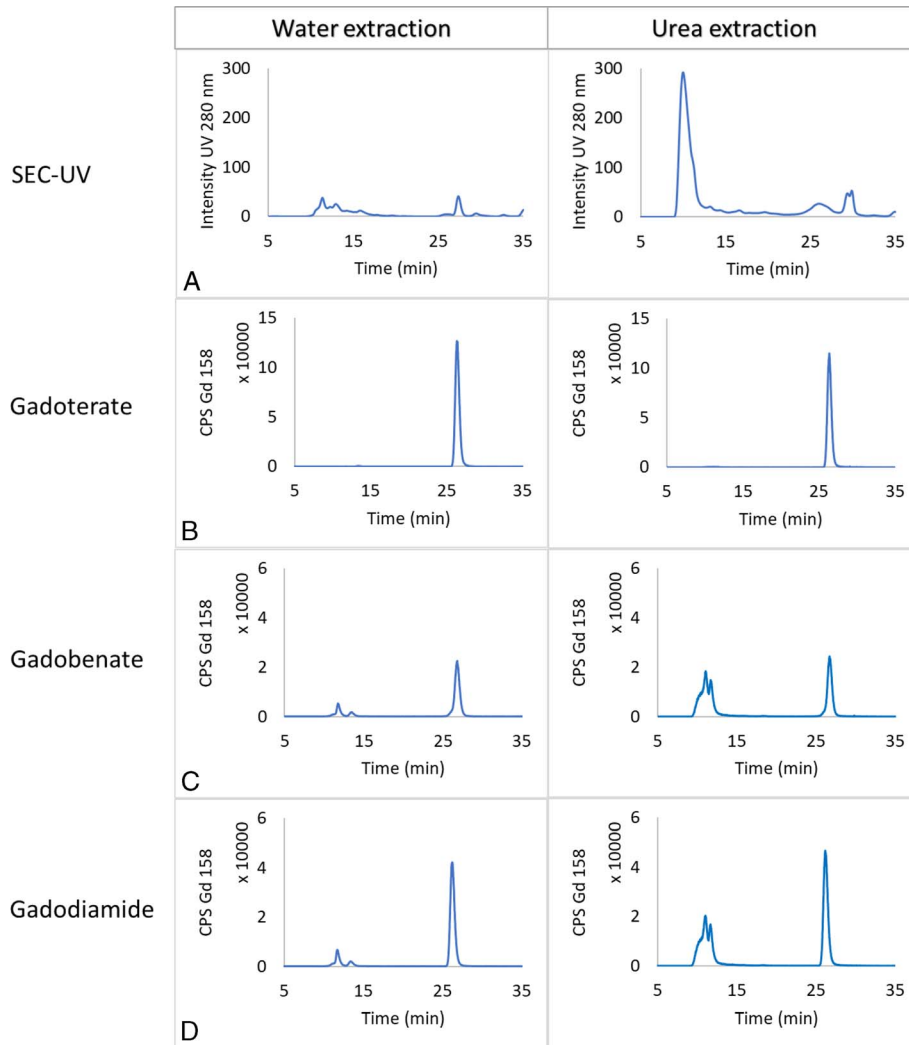 Water extraction
Urea extraction
SEC-UV
Intensity UV 280 nm
300
200
100
0
5
15
25
35
Time (min)
A
Intensity UV 280 nm
300
200
100
0
5
15
25
35
Time (min)
Gadoterate
CPS Gd 158
x 10000
15
10
5
0
5
15
25
35
Time (min)
B
CPS Gd 158
x 10000
15
10
5
0
5
15
25
35
Time (min)
Gadobenate
CPS Gd 158
x 10000
6
4
2
0
5
15
25
35
Time (min)
C
CPS Gd 158
x 10000
6
4
2
0
5
15
25
35
Time (min)
Gadodiamide
CPS Gd 158
x 10000
6
4
2
0
5
15
25
35
Time (min)
D
CPS Gd 158
x 10000
6
4
2
0
5
15
25
35
Time (min)